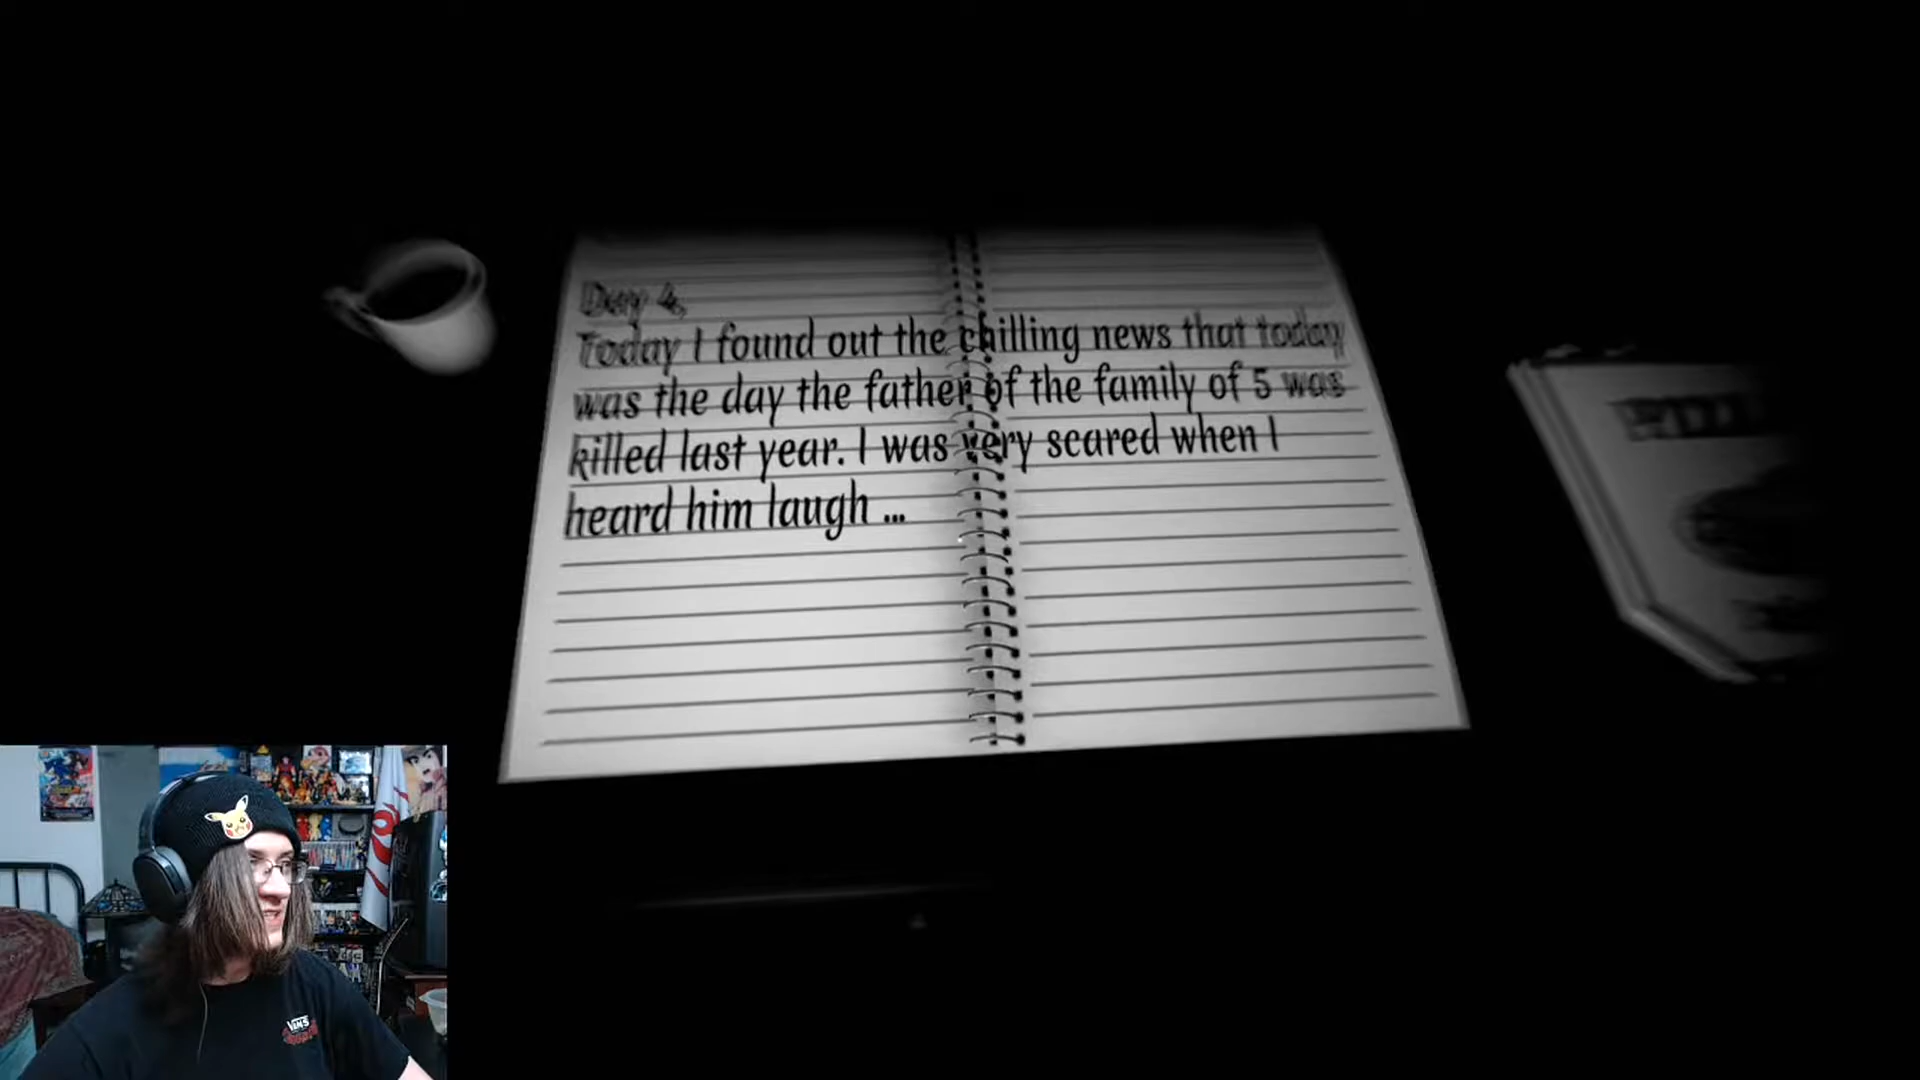 Day 4,
Today I found out the chilling news that today
was the day the father of the family of 5 was
killed last year. I was very scared when I
heard him laugh ...
VANS